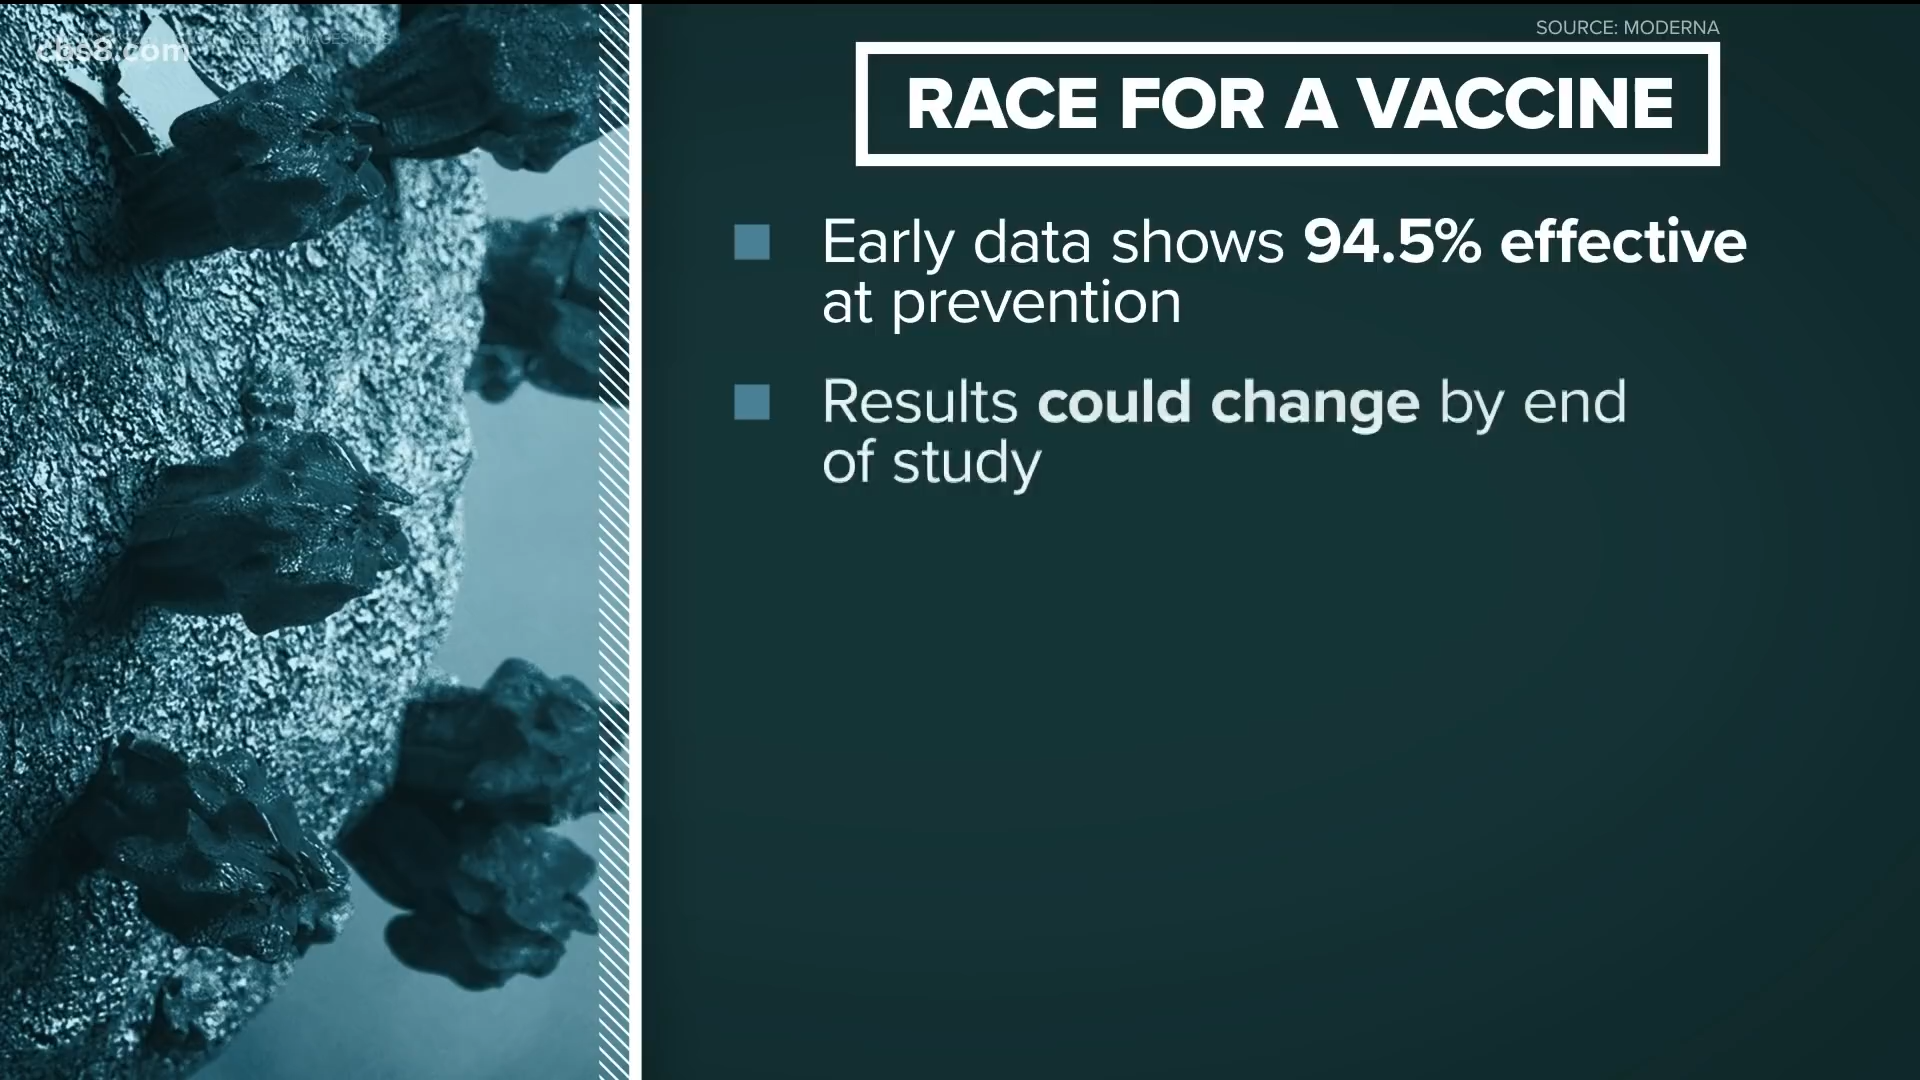 cbs8.com
SOURCE: MODERNA
RACE FOR A VACCINE
Early data shows 94.5% effective
at prevention
Results could change by end
of study